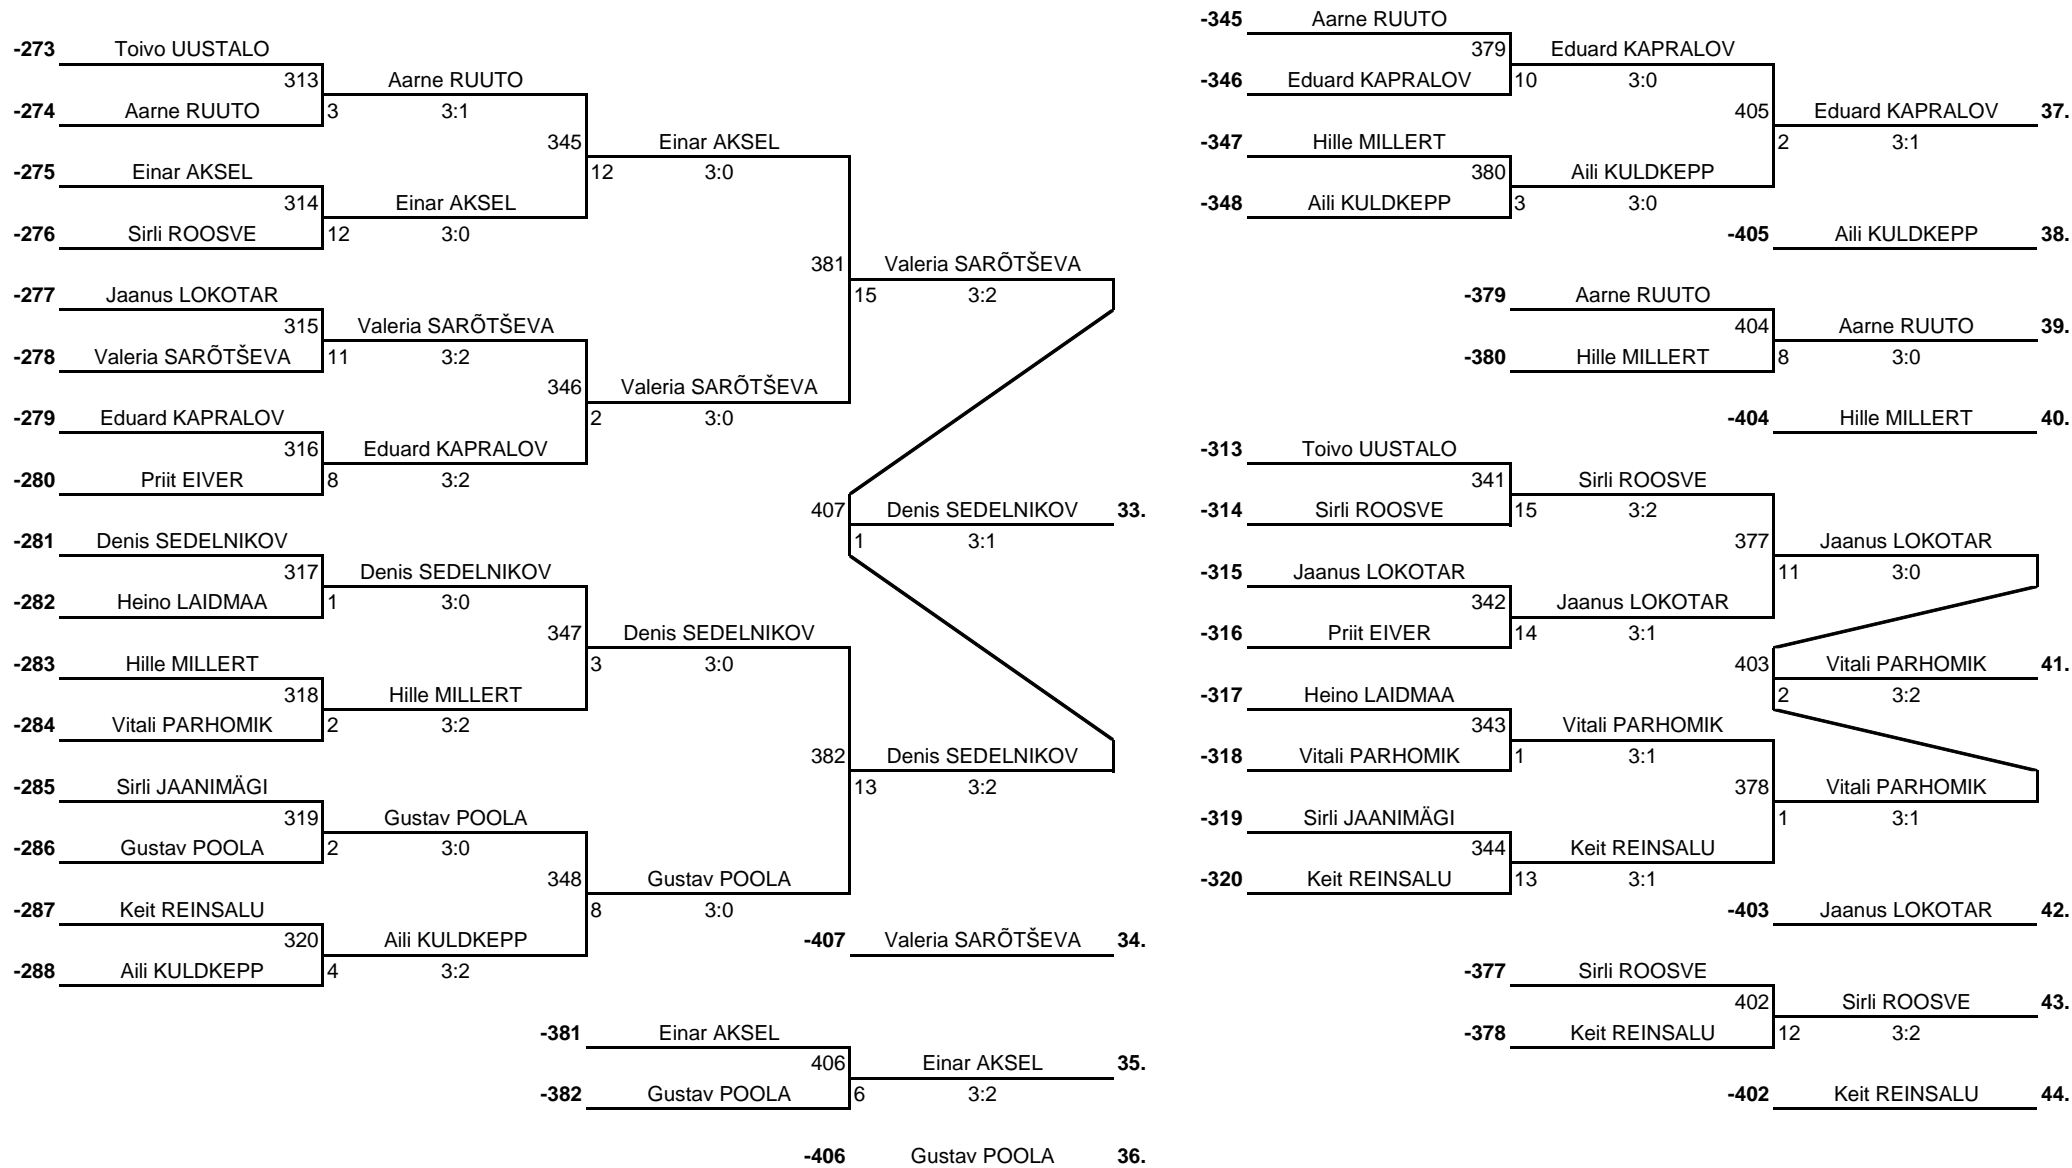 -345 Aarne RUUTO
-273 Toivo UUSTALO 379 Eduard KAPRALOV
313 Aarne RUUTO -346 Eduard KAPRALOV 10 3:0
-274 Aarne RUUTO 3 3:1 405 Eduard KAPRALOV 37.
345 Einar AKSEL -347 Hille MILLERT 2 3:1
-275 Einar AKSEL 12 3:0 380 Aili KULDKEPP
314 Einar AKSEL -348 Aili KULDKEPP 3 3:0
-276 Sirli ROOSVE 12 3:0 -405 Aili KULDKEPP 38.
381 Valeria SARÕTŠEVA
-277 Jaanus LOKOTAR 15 3:2 -379 Aarne RUUTO
315 Valeria SARÕTŠEVA 404 Aarne RUUTO 39.
-278 Valeria SARÕTŠEVA 11 3:2 -380 Hille MILLERT 8 3:0
346 Valeria SARÕTŠEVA
-279 Eduard KAPRALOV 2 3:0 -404 Hille MILLERT 40.
316 Eduard KAPRALOV -313 Toivo UUSTALO
-280 Priit EIVER 8 3:2 341 Sirli ROOSVE
407 Denis SEDELNIKOV 33. -314 Sirli ROOSVE 15 3:2
-281 Denis SEDELNIKOV 1 3:1 377 Jaanus LOKOTAR
317 Denis SEDELNIKOV -315 Jaanus LOKOTAR 11 3:0
-282 Heino LAIDMAA 1 3:0 342 Jaanus LOKOTAR
347 Denis SEDELNIKOV -316 Priit EIVER 14 3:1
-283 Hille MILLERT 3 3:0 403 Vitali PARHOMIK 41.
318 Hille MILLERT -317 Heino LAIDMAA 2 3:2
-284 Vitali PARHOMIK 2 3:2 343 Vitali PARHOMIK
382 Denis SEDELNIKOV -318 Vitali PARHOMIK 1 3:1
-285 Sirli JAANIMÄGI 13 3:2 378 Vitali PARHOMIK
319 Gustav POOLA -319 Sirli JAANIMÄGI 1 3:1
-286 Gustav POOLA 2 3:0 344 Keit REINSALU
348 Gustav POOLA -320 Keit REINSALU 13 3:1
-287 Keit REINSALU 8 3:0 -403 Jaanus LOKOTAR 42.
320 Aili KULDKEPP -407 Valeria SARÕTŠEVA 34.
-288 Aili KULDKEPP 4 3:2 -377 Sirli ROOSVE
402 Sirli ROOSVE 43.
-381 Einar AKSEL -378 Keit REINSALU 12 3:2
406 Einar AKSEL 35.
-382 Gustav POOLA 6 3:2 -402 Keit REINSALU 44.
-406 Gustav POOLA 36.